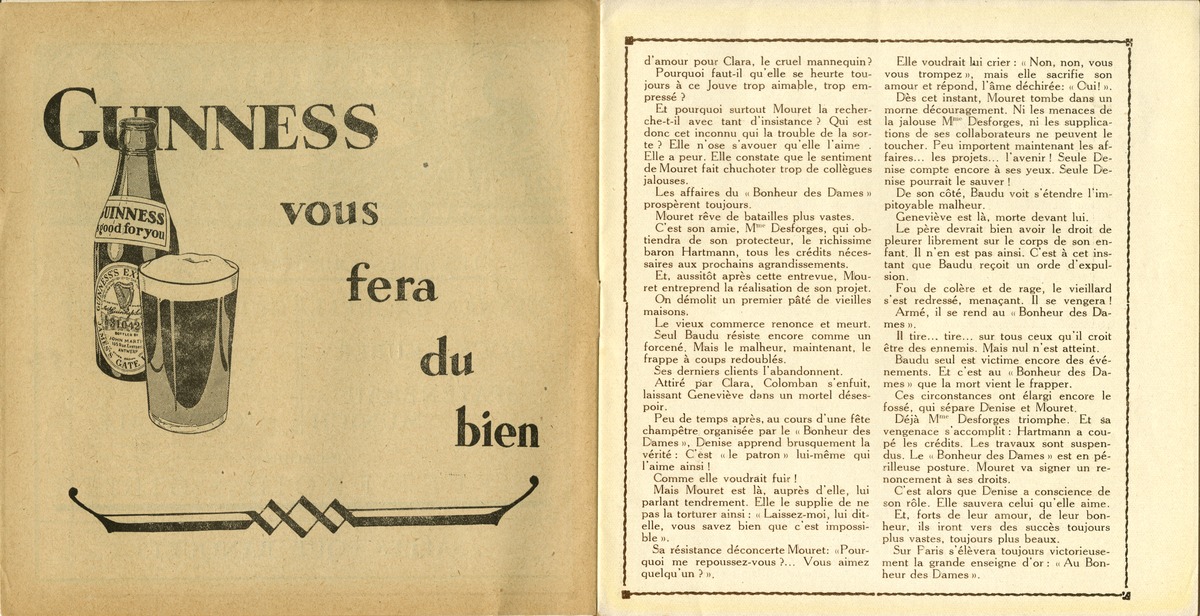 GUINNESS
vous
fera
du
bien
GUINNESS
good for you
GUINNESS'S
JOHN MARTIN
ANTWERP
GATE
d'amour pour Clara, le cruel mannequin?
Pourquoi faut-il qu'elle se heurte tou-
jours à ce Jouve trop aimable, trop em-
pressé ?
Et pourquoi surtout Mouret la recher-
che-t-il avec tant d'insistance ? Qui est
donc cet inconnu qui la trouble de la sor-
te ? Elle n'ose s'avouer qu'elle l'aime .
Elle a peur. Elle constate que le sentiment
de Mouret fait chuchoter trop de collègues
jalouses.
Les affaires du « Bonheur des Dames »
prospèrent toujours.
Mouret rêve de batailles plus vastes.
C'est son amie, Mme Desforges, qui ob-
tiendra de son protecteur, le richissime
baron Hartmann, tous les crédits néces-
saires aux prochains agrandissements.
Et, aussitôt après cette entrevue, Mou-
ret entreprend la réalisation de son projet.
On démolit un premier pâté de vieilles
maisons.
Le vieux commerce renonce et meurt.
Seul Baudu résiste encore comme un
forcené. Mais le malheur, maintenant, le
frappe à coups redoublés.
Ses derniers clients l'abandonnent.
Attiré par Clara, Colomban s'enfuit,
laissant Geneviève dans un mortel déses-
poir.
Peu de temps après, au cours d'une fête
champêtre organisée par le « Bonheur des
Dames », Denise apprend brusquement la
vérité : C'est « le patron » lui-même qui
l'aime ainsi !
Comme elle voudrait fuir !
Mais Mouret est là, auprès d'elle, lui
parlant tendrement. Elle le supplie de ne
pas la torturer ainsi : « Laissez-moi, lui dit-
elle, vous savez bien que c'est impossi-
ble ».
Sa résistance déconcerte Mouret: «Pour-
quoi me repoussez-vous ?... Vous aimez
quelqu'un ? ».
Elle voudrait lui crier : « Non, non, vous
vous trompez », mais elle sacrifie son
amour et répond, l'âme déchirée: « Oui! ».
Dès cet instant, Mouret tombe dans un
morne découragement. Ni les menaces de
la jalouse Mme Desforges, ni les supplica-
tions de ses collaborateurs ne peuvent le
toucher. Peu importent maintenant les af-
faires... les projets... l'avenir ! Seule De-
nise compte encore à ses yeux. Seule De-
nise pourrait le sauver !
De son côté, Baudu voit s'étendre l'im-
pitoyable malheur.
Geneviève est là, morte devant lui.
Le père devrait bien avoir le droit de
pleurer librement sur le corps de son en-
fant. Il n'en est pas ainsi. C'est à cet ins-
tant que Baudu reçoit un orde d'expul-
sion.
Fou de colère et de rage, le vieillard
s'est redressé, menaçant. Il se vengera !
Armé, il se rend au « Bonheur des Da-
mes ».
Il tire... tire... sur tous ceux qu'il croit
être des ennemis. Mais nul n'est atteint.
Baudu seul est victime encore des évé-
nements. Et c'est au « Bonheur des Da-
mes » que la mort vient le frapper.
Ces circonstances ont élargi encore le
fossé, qui sépare Denise et Mouret.
Déjà Mme Desforges triomphe. Et sa
vengeance s'accomplit : Hartmann a cou-
pé les crédits. Les travaux sont suspen-
dus. Le « Bonheur des Dames » est en pé-
rilleuse posture. Mouret va signer un re-
noncement à ses droits.
C'est alors que Denise a conscience de
son rôle. Elle sauvera celui qu'elle aime.
Et, forts de leur amour, de leur bon-
heur, ils iront vers des succès toujours
plus vastes, toujours plus beaux.
Sur Paris s'élèvera toujours victorieuse-
ment la grande enseigne d'or : « Au Bon-
heur des Dames ».